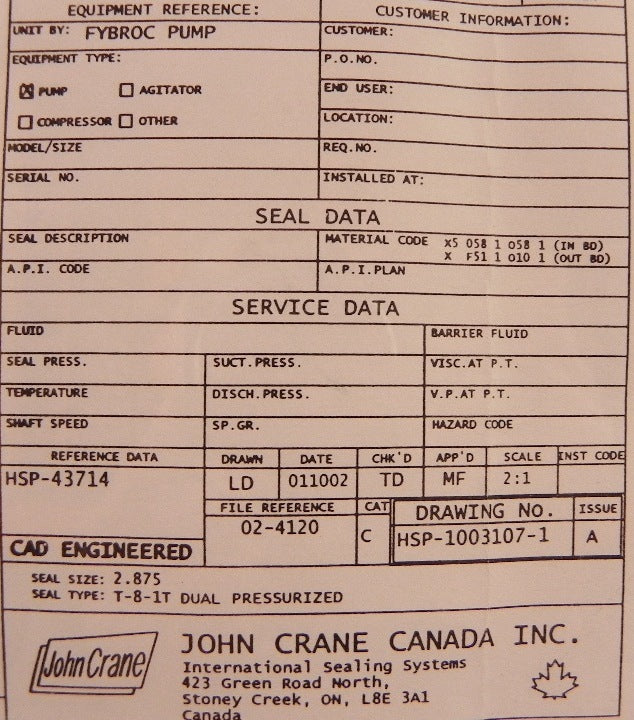 EQUIPMENT REFERENCE:
CUSTOMER INFORMATION:
UNIT BY: FYBROC PUMP
CUSTOMER:
EQUIPMENT TYPE:
P.O.NO.
PUMP AGITATOR
END USER:
COMPRESSOR OTHER
LOCATION:
MODEL/SIZE
REQ.NO.
SERIAL NO.
INSTALLED AT:
SEAL DATA
SEAL DESCRIPTION
MATERIAL CODE X5 058 1 058 1 (IN BD)
X F51 1 010 1 (OUT BD)
A.P.I. CODE
A.P.I.PLAN
SERVICE DATA
FLUID
BARRIER FLUID
SEAL PRESS.
SUCT.PRESS.
VISC.AT P.T.
TEMPERATURE
DISCH.PRESS.
V.P.AT P.T.
SHAFT SPEED
SP.GR.
HAZARD CODE
REFERENCE DATA
DRAWN DATE CHK'D APP'D SCALE INST CODE
HSP-43714
LD 011002 TD MF 2:1
FILE REFERENCE CAT DRAWING NO. ISSUE
02-4120 C HSP-1003107-1 A
CAD ENGINEERED
SEAL SIZE: 2.875
SEAL TYPE: T-8-1T DUAL PRESSURIZED
John Crane
JOHN CRANE CANADA INC.
International Sealing Systems
423 Green Road North,
Stoney Creek, ON, L8E 3A1
Canada